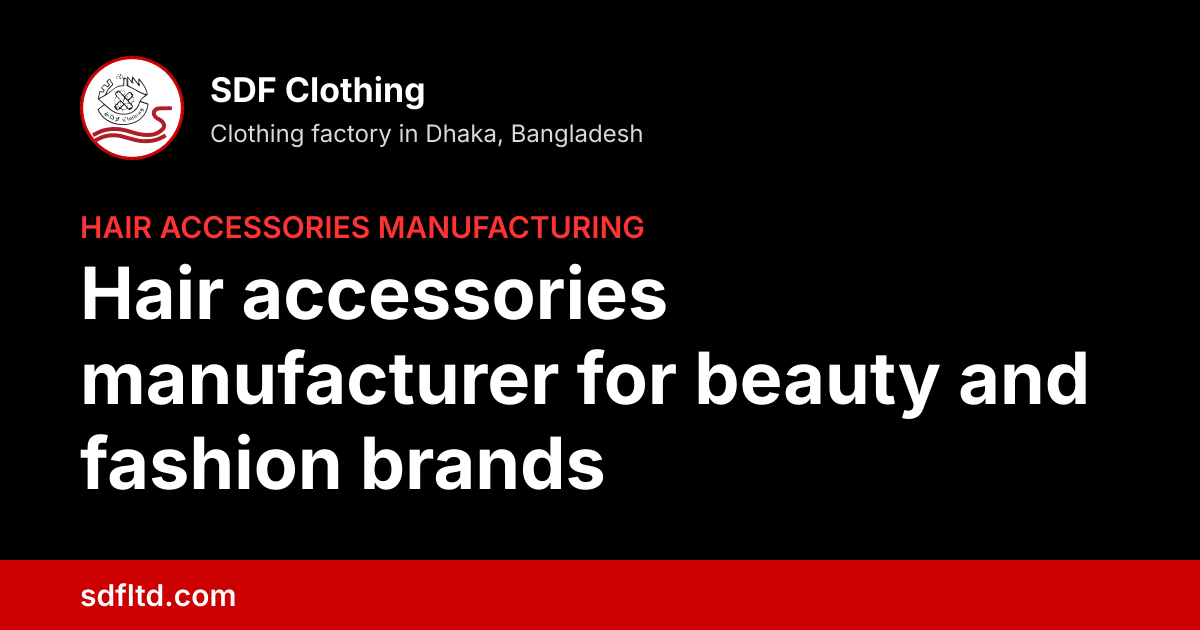 SDF Clothing
Clothing factory in Dhaka, Bangladesh
HAIR ACCESSORIES MANUFACTURING
Hair accessories
manufacturer for beauty and
fashion brands
sdfltd.com